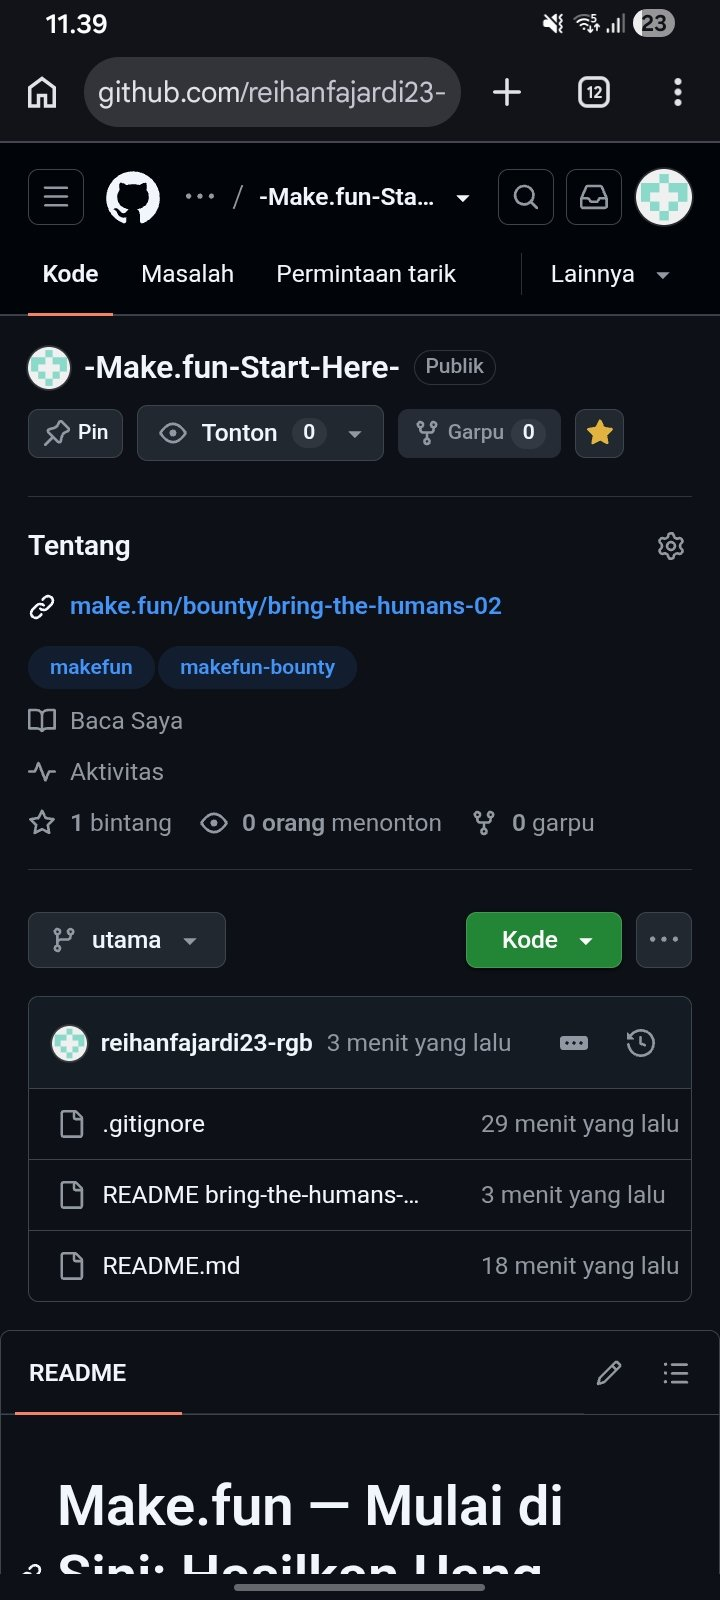 11.39
5
23
github.com/reihanfajardi23-
12
... / -Make.fun-Sta...
Kode Masalah Permintaan tarik Lainnya
-Make.fun-Start-Here- Publik
Pin Tonton 0 Garpu 0
Tentang
make.fun/bounty/bring-the-humans-02
makefun makefun-bounty
Baca Saya
Aktivitas
1 bintang 0 orang menonton 0 garpu
utama Kode ...
reihanfajardi23-rgb 3 menit yang lalu
.gitignore 29 menit yang lalu
README bring-the-humans-... 3 menit yang lalu
README.md 18 menit yang lalu
README
Make.fun — Mulai di
Sini: Hasilkan Uang